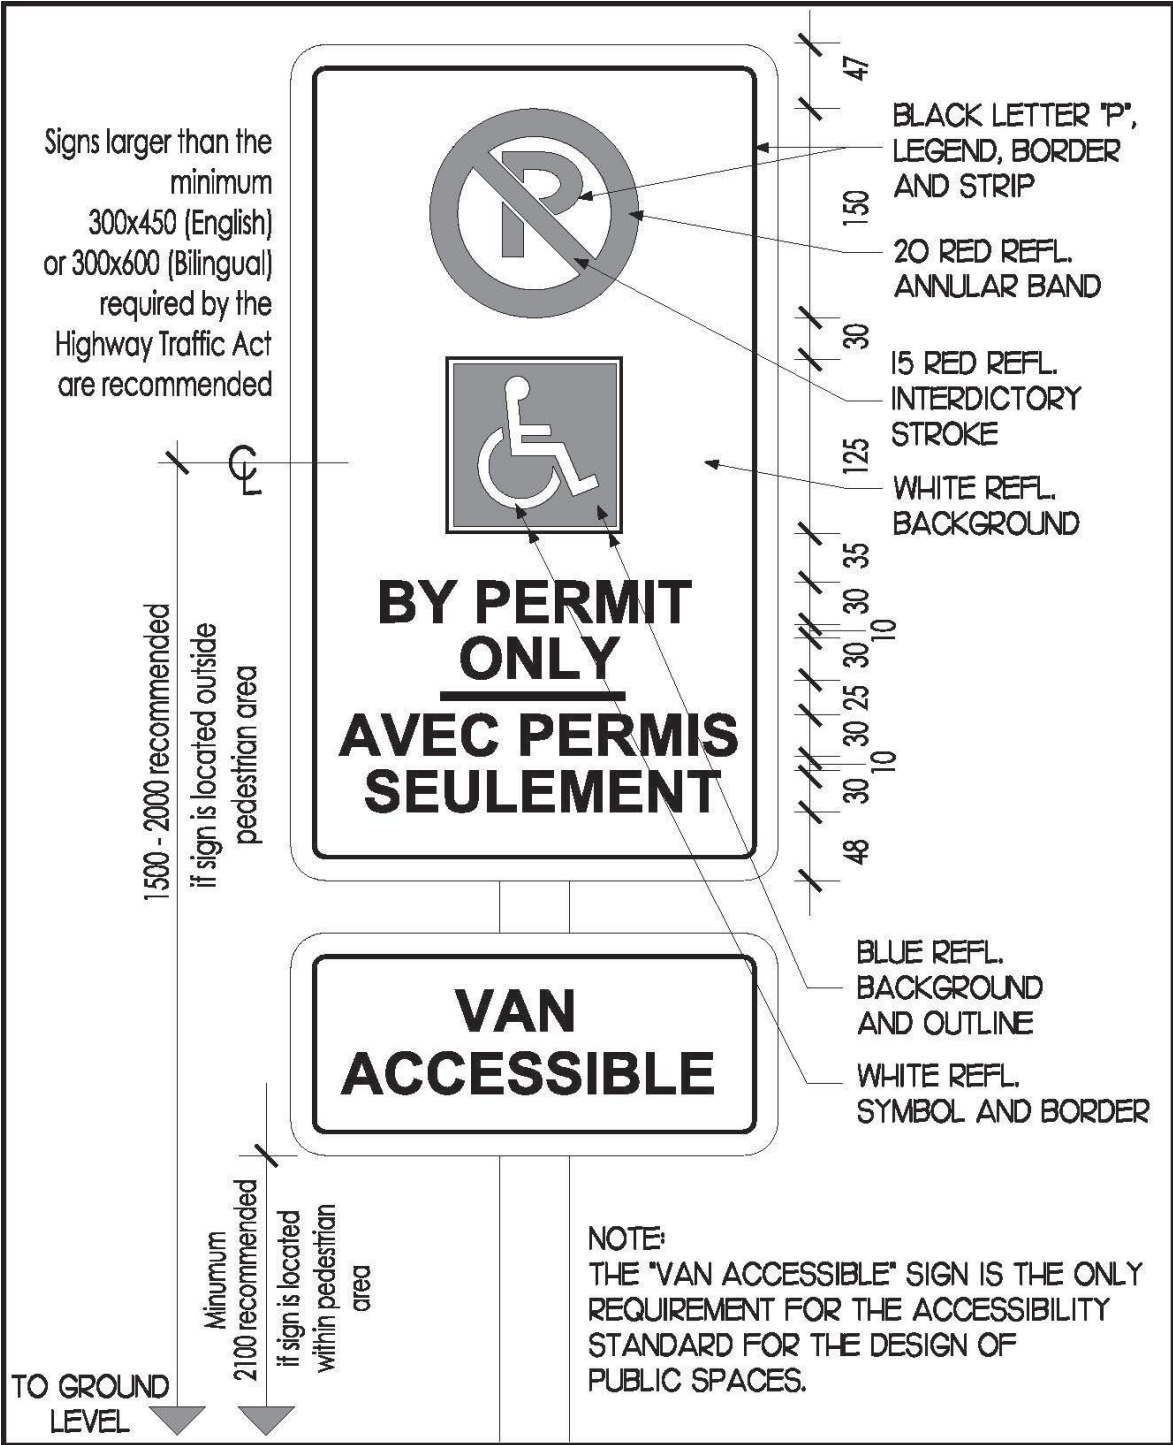 Signs larger than the
minimum
300x450 (English)
or 300x600 (Bilingual)
required by the
Highway Traffic Act
are recommended
CL
1500 - 2000 recommended
if sign is located outside
pedestrian area
P
BY PERMIT
ONLY
AVEC PERMIS
SEULEMENT
VAN
ACCESSIBLE
47
150
30
125
35
30
10
30
25
30
10
30
48
BLACK LETTER "P",
LEGEND, BORDER
AND STRIP
20 RED REFL.
ANNULAR BAND
15 RED REFL.
INTERDICTORY
STROKE
WHITE REFL.
BACKGROUND
BLUE REFL.
BACKGROUND
AND OUTLINE
WHITE REFL.
SYMBOL AND BORDER
Minumum
2100 recommended
if sign is located
within pedestrian
area
TO GROUND
LEVEL
NOTE:
THE "VAN ACCESSIBLE" SIGN IS THE ONLY
REQUIREMENT FOR THE ACCESSIBILITY
STANDARD FOR THE DESIGN OF
PUBLIC SPACES.